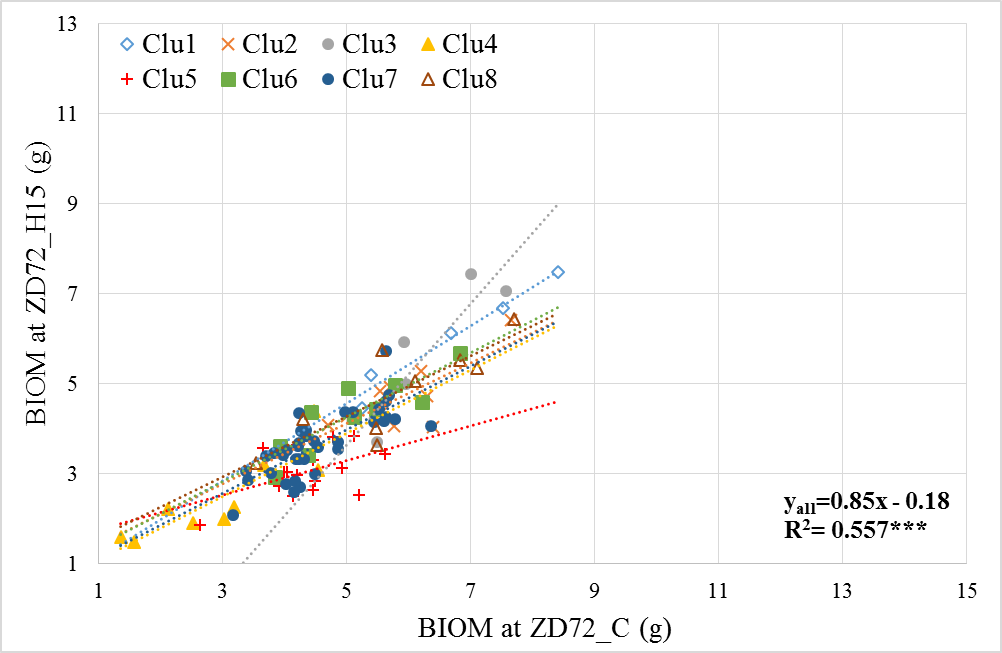 13
Clu1 Clu2 Clu3 Clu4
Clu5 Clu6 Clu7 Clu8
11
9
7
5
3
1
BIOM at ZD72_H15 (g)
yall=0.85x - 0.18
R2= 0.557***
1 3 5 7 9 11 13 15
BIOM at ZD72_C (g)